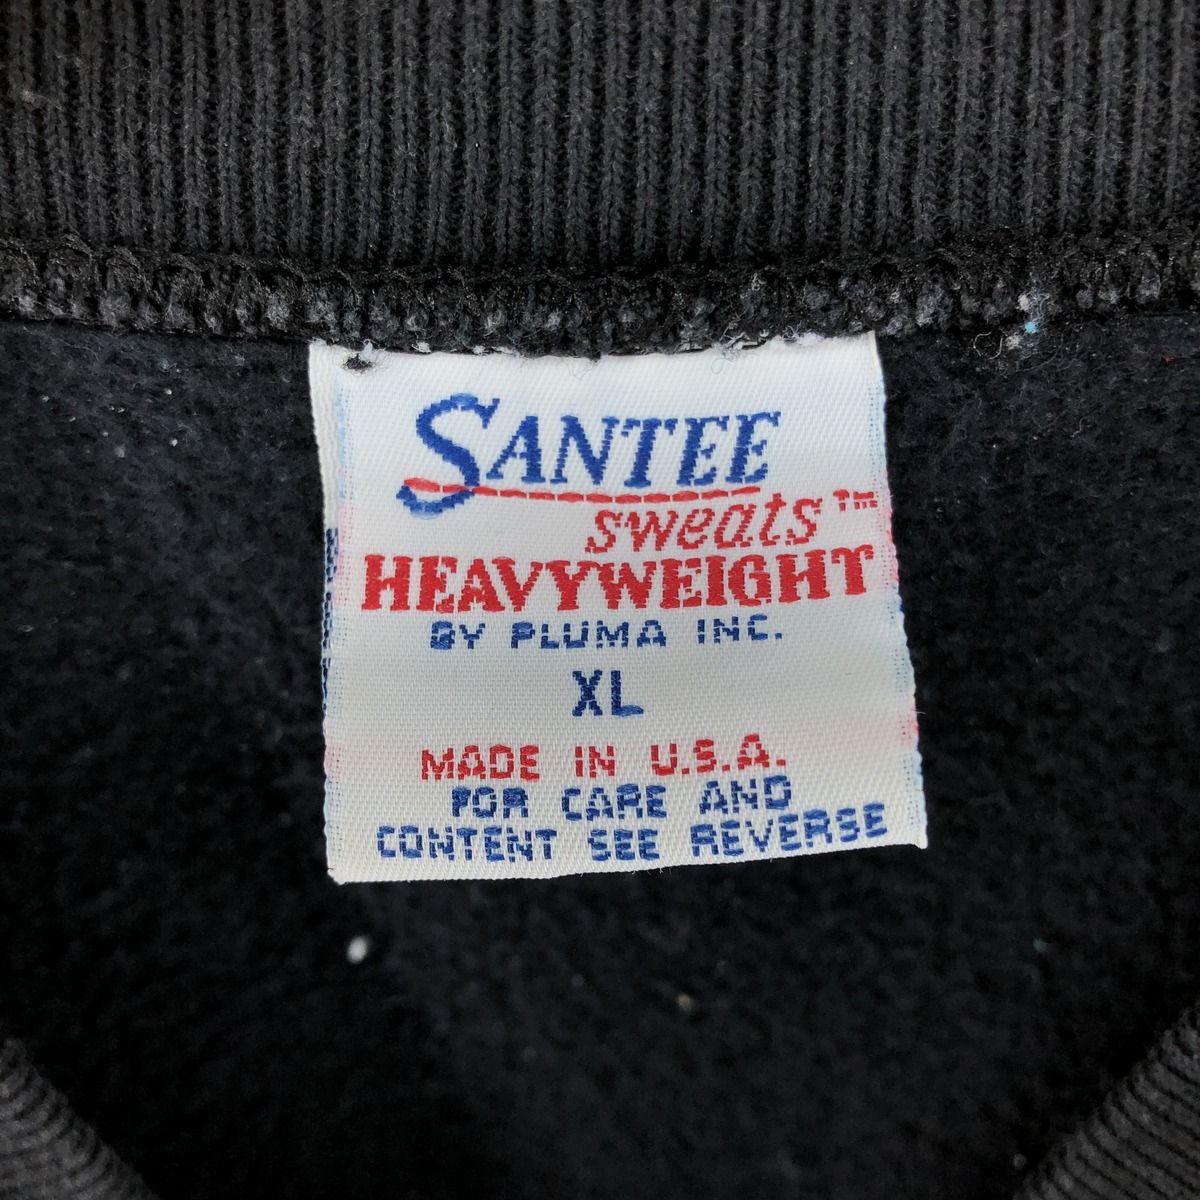 SANTEE
sweats™
HEAVYWEIGHT
BY PLUMA INC.
XL
MADE IN U.S.A.
FOR CARE AND
CONTENT SEE REVERSE